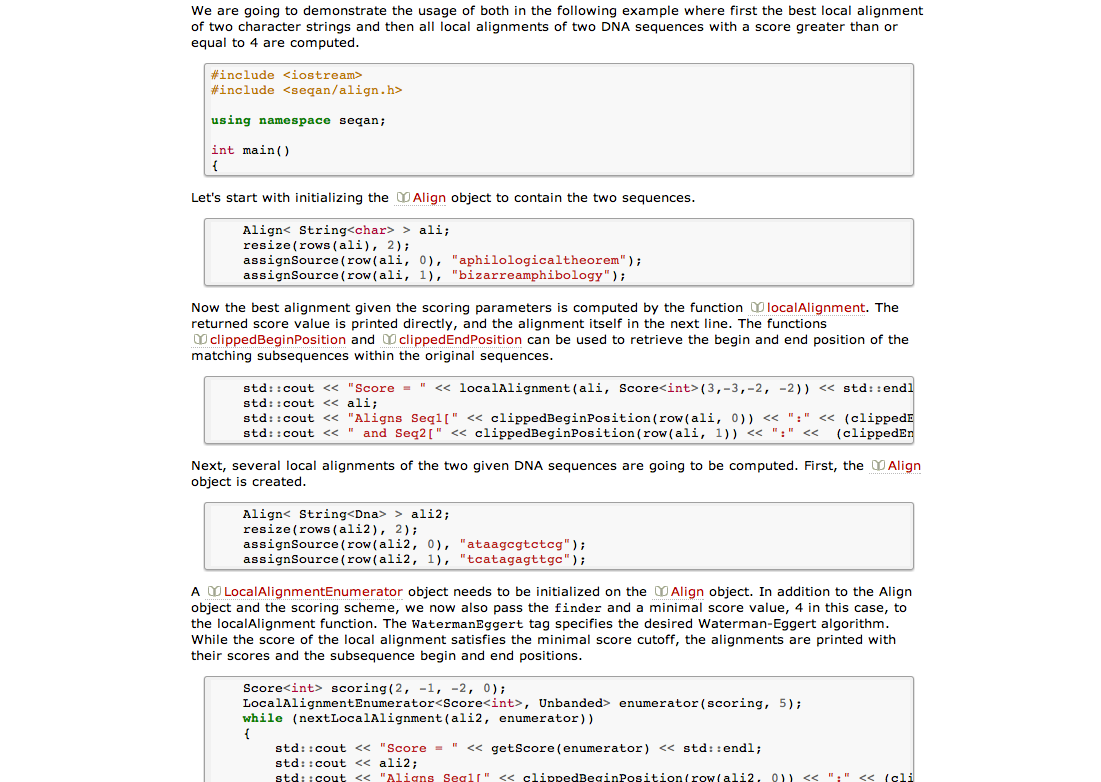 We are going to demonstrate the usage of both in the following example where first the best local alignment
of two character strings and then all local alignments of two DNA sequences with a score greater than or
equal to 4 are computed.
#include <iostream>
#include <seqan/align.h>
using namespace seqan;
int main()
{
Let's start with initializing the Align object to contain the two sequences.
Align< String<char> > ali;
resize(rows(ali), 2);
assignSource(row(ali, 0), "aphilologicaltheorem");
assignSource(row(ali, 1), "bizarreamphibology");
Now the best alignment given the scoring parameters is computed by the function localAlignment. The
returned score value is printed directly, and the alignment itself in the next line. The functions
clippedBeginPosition and clippedEndPosition can be used to retrieve the begin and end position of the
matching subsequences within the original sequences.
std::cout << "Score = " << localAlignment(ali, Score<int>(3,-3,-2, -2)) << std::endl
std::cout << ali;
std::cout << "Aligns Seq1[" << clippedBeginPosition(row(ali, 0)) << ":" << (clippedE
std::cout << " and Seq2[" << clippedBeginPosition(row(ali, 1)) << ":" <<  (clippedEn
Next, several local alignments of the two given DNA sequences are going to be computed. First, the Align
object is created.
Align< String<Dna> > ali2;
resize(rows(ali2), 2);
assignSource(row(ali2, 0), "ataagcgtctcg");
assignSource(row(ali2, 1), "tcatagagttgc");
A LocalAlignmentEnumerator object needs to be initialized on the Align object. In addition to the Align
object and the scoring scheme, we now also pass the finder and a minimal score value, 4 in this case, to
the localAlignment function. The WatermanEggert tag specifies the desired Waterman-Eggert algorithm.
While the score of the local alignment satisfies the minimal score cutoff, the alignments are printed with
their scores and the subsequence begin and end positions.
Score<int> scoring(2, -1, -2, 0);
LocalAlignmentEnumerator<Score<int>, Unbanded> enumerator(scoring, 5);
while (nextLocalAlignment(ali2, enumerator))
{
std::cout << "Score = " << getScore(enumerator) << std::endl;
std::cout << ali2;
std::cout << "Aligns Seq1[" << clippedBeginPosition(row(ali2, 0)) << ":" << (cli